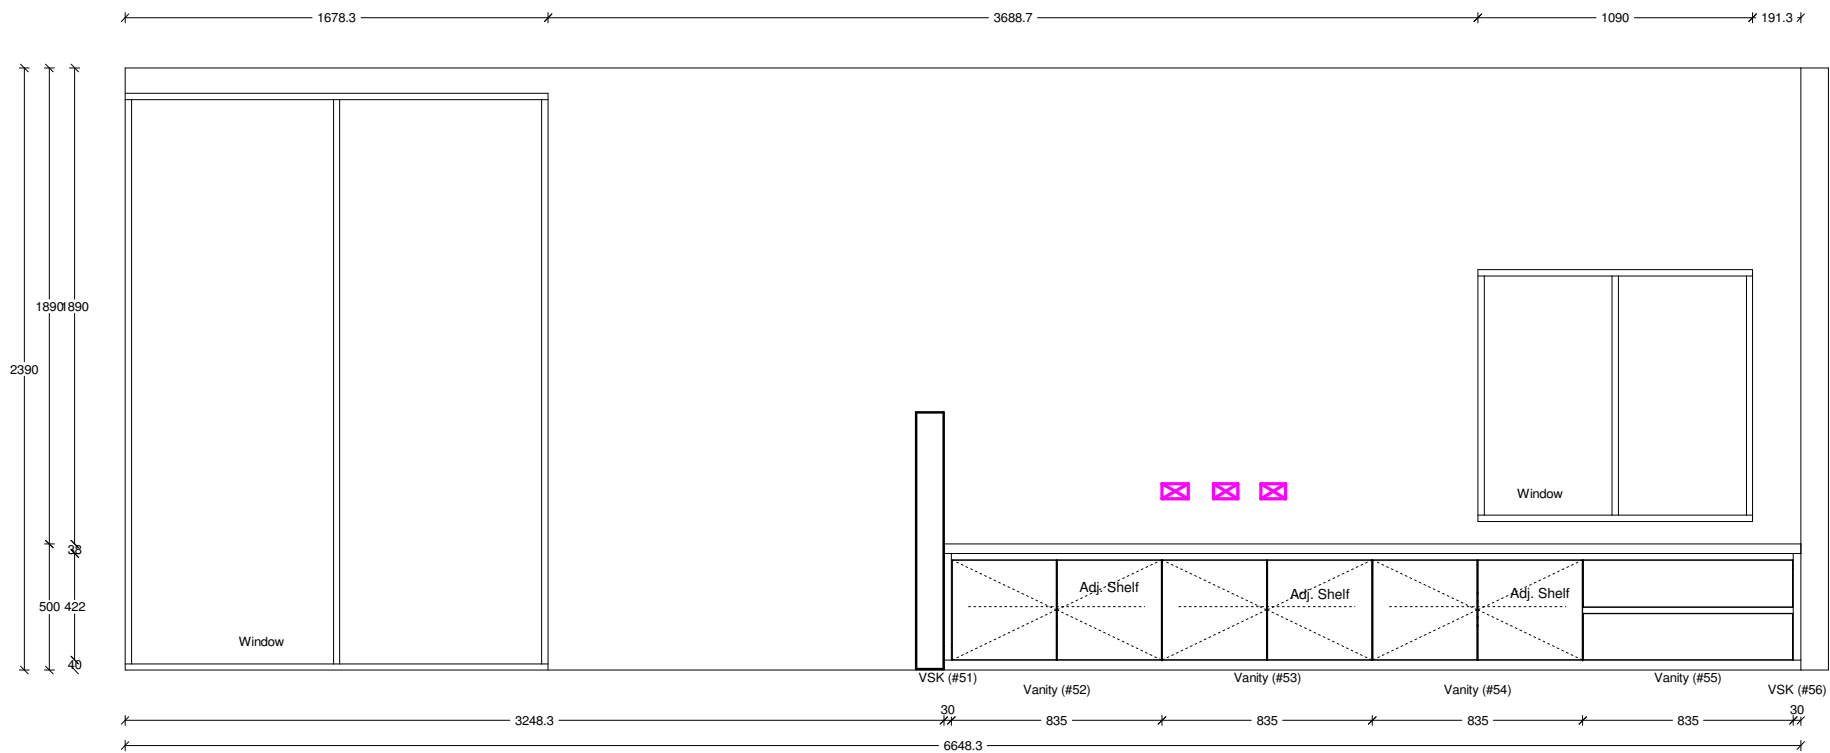 1678.3
3688.7
1090
191.3
1890
1890
2390
38
500
422
40
Window
Window
Adj. Shelf
Adj. Shelf
Adj. Shelf
VSK (#51)
Vanity (#52)
Vanity (#53)
Vanity (#54)
Vanity (#55)
VSK (#56)
30
30
3248.3
835
835
835
835
6648.3